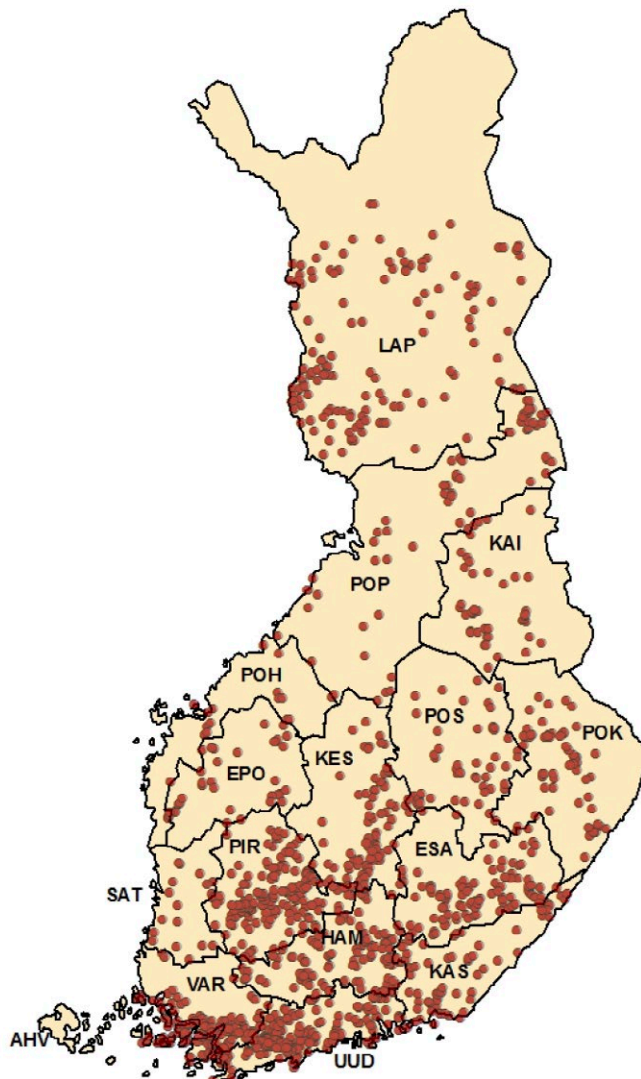 LAP
KAI
POP
POH
POS
POK
KES
EPO
PIR
ESA
SAT
HAM
KAS
VAR
AHV
UUD